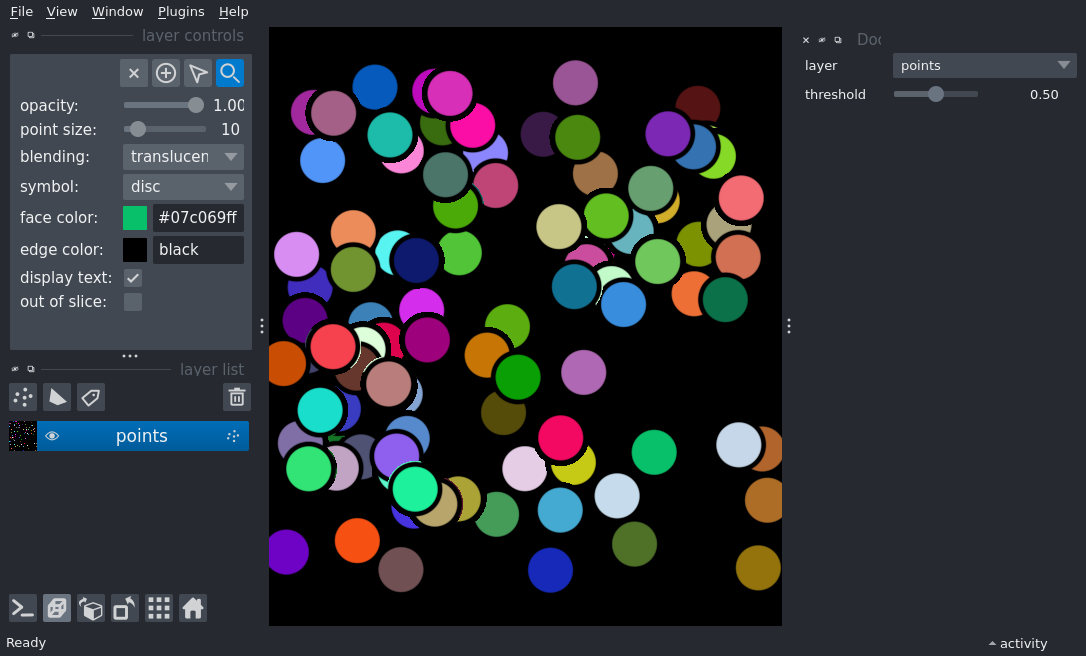 File View Window Plugins Help
layer controls
opacity: 1.00
point size: 10
blending: translucen
symbol: disc
face color: #07c069ff
edge color: black
display text:
out of slice:
layer list
points
Ready
Doc
layer points
threshold 0.50
activity